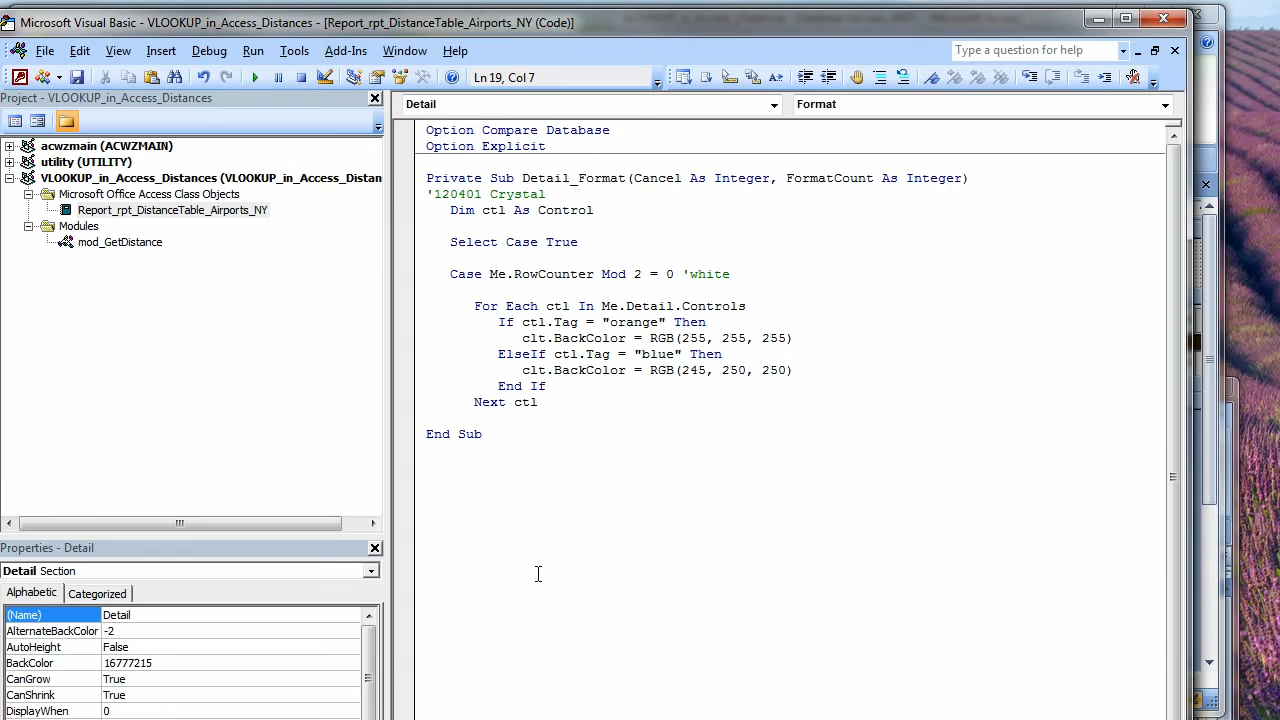 Microsoft Visual Basic - VLOOKUP_in_Access_Distances - [Report_rpt_DistanceTable_Airports_NY (Code)]
File Edit View Insert Debug Run Tools Add-Ins Window Help
Type a question for help
Ln 19, Col 7
Project - VLOOKUP_in_Access_Distances
Detail
Format
acwzmain (ACWZMAIN)
utility (UTILITY)
VLOOKUP_in_Access_Distances (VLOOKUP_in_Access_Distan
Microsoft Office Access Class Objects
Report_rpt_DistanceTable_Airports_NY
Modules
mod_GetDistance
Option Compare Database
Option Explicit
Private Sub Detail_Format(Cancel As Integer, FormatCount As Integer)
'120401 Crystal
Dim ctl As Control
Select Case True
Case Me.RowCounter Mod 2 = 0 'white
For Each ctl In Me.Detail.Controls
If ctl.Tag = "orange" Then
clt.BackColor = RGB(255, 255, 255)
ElseIf ctl.Tag = "blue" Then
clt.BackColor = RGB(245, 250, 250)
End If
Next ctl
End Sub
Properties - Detail
Detail Section
Alphabetic Categorized
(Name) Detail
AlternateBackColor -2
AutoHeight False
BackColor 16777215
CanGrow True
CanShrink True
DisplayWhen 0